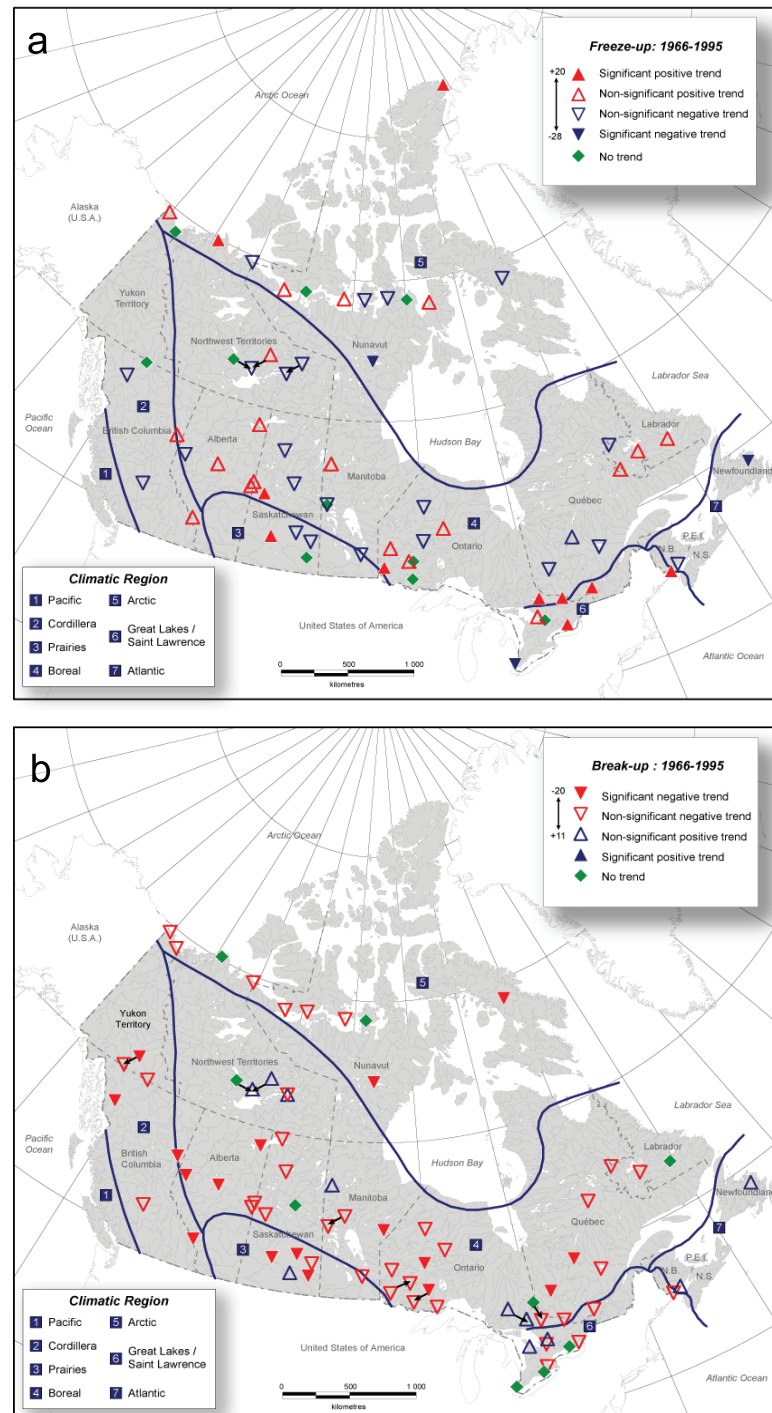 a
Freeze-up: 1966-1995
+20
-28
Significant positive trend
Non-significant positive trend
Non-significant negative trend
Significant negative trend
No trend
Arctic Ocean
Alaska
(U.S.A.)
5
Yukon
Territory
Northwest Territories
Nunavut
Labrador Sea
Pacific
Ocean
2
British Columbia
Alberta
Hudson Bay
Labrador
1
Manitoba
Newfoundland
Saskatchewan
3
4
Québec
7
Ontario
P.E.I.
N.B.
N.S.
6
United States of America
Atlantic Ocean
Climatic Region
1 Pacific
2 Cordillera
3 Prairies
4 Boreal
5 Arctic
6 Great Lakes /
Saint Lawrence
7 Atlantic
0 500 1 000
kilometres
b
Break-up : 1966-1995
-20
+11
Significant negative trend
Non-significant negative trend
Non-significant positive trend
Significant positive trend
No trend
Arctic Ocean
Alaska
(U.S.A.)
5
Yukon
Territory
Northwest Territories
Nunavut
Labrador Sea
2
Pacific
Ocean
British
Columbia
Alberta
Labrador
Hudson Bay
1
Manitoba
Newfoundland
Saskatchewan
3
4
Québec
7
Ontario
P.E.I.
N.B.
N.S.
6
United States of America
Atlantic Ocean
Climatic Region
1 Pacific
2 Cordillera
3 Prairies
4 Boreal
5 Arctic
6 Great Lakes /
Saint Lawrence
7 Atlantic
0 500 1 000
kilometres